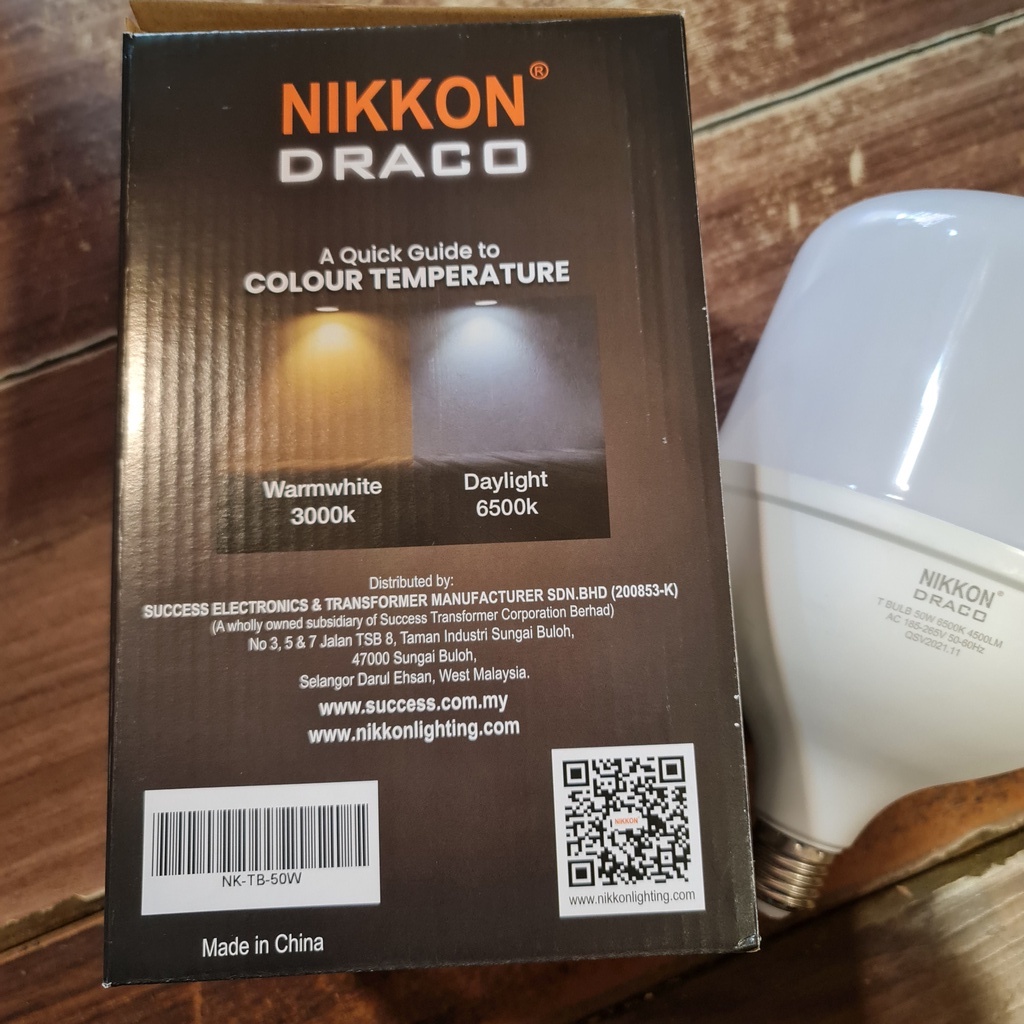 NIKKON®
DRACO
A Quick Guide to
COLOUR TEMPERATURE
Warmwhite
3000k
Daylight
6500k
Distributed by:
SUCCESS ELECTRONICS & TRANSFORMER MANUFACTURER SDN.BHD (200853-K)
(A wholly owned subsidiary of Success Transformer Corporation Berhad)
No 3, 5 & 7 Jalan TSB 8, Taman Industri Sungai Buloh,
47000 Sungai Buloh,
Selangor Darul Ehsan, West Malaysia.
www.success.com.my
www.nikkonlighting.com
NK-TB-50W
NIKKON
www.nikkonlighting.com
Made in China
NIKKON®
DRACO
T BULB 50W 6500K 4500LM
AC 185-265V 50-60Hz
QSV2021.11